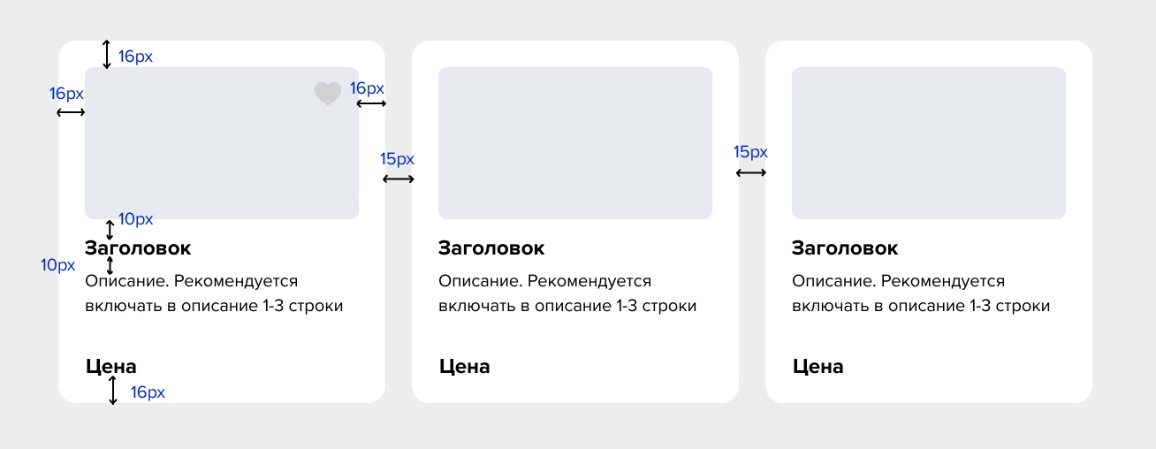 16px
16px
16px
15px
15px
10px
Заголовок
10px
Описание. Рекомендуется
включать в описание 1-3 строки
Цена
16px
Заголовок
Описание. Рекомендуется
включать в описание 1-3 строки
Цена
Заголовок
Описание. Рекомендуется
включать в описание 1-3 строки
Цена